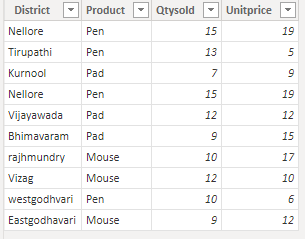 District Product Qtysold Unitprice
Nellore Pen 15 19
Tirupathi Pen 13 5
Kurnool Pad 7 9
Nellore Pen 15 19
Vijayawada Pad 12 12
Bhimavaram Pad 9 15
rajhmundry Mouse 10 17
Vizag Mouse 12 10
westgodhvari Pen 10 6
Eastgodhavari Mouse 9 12